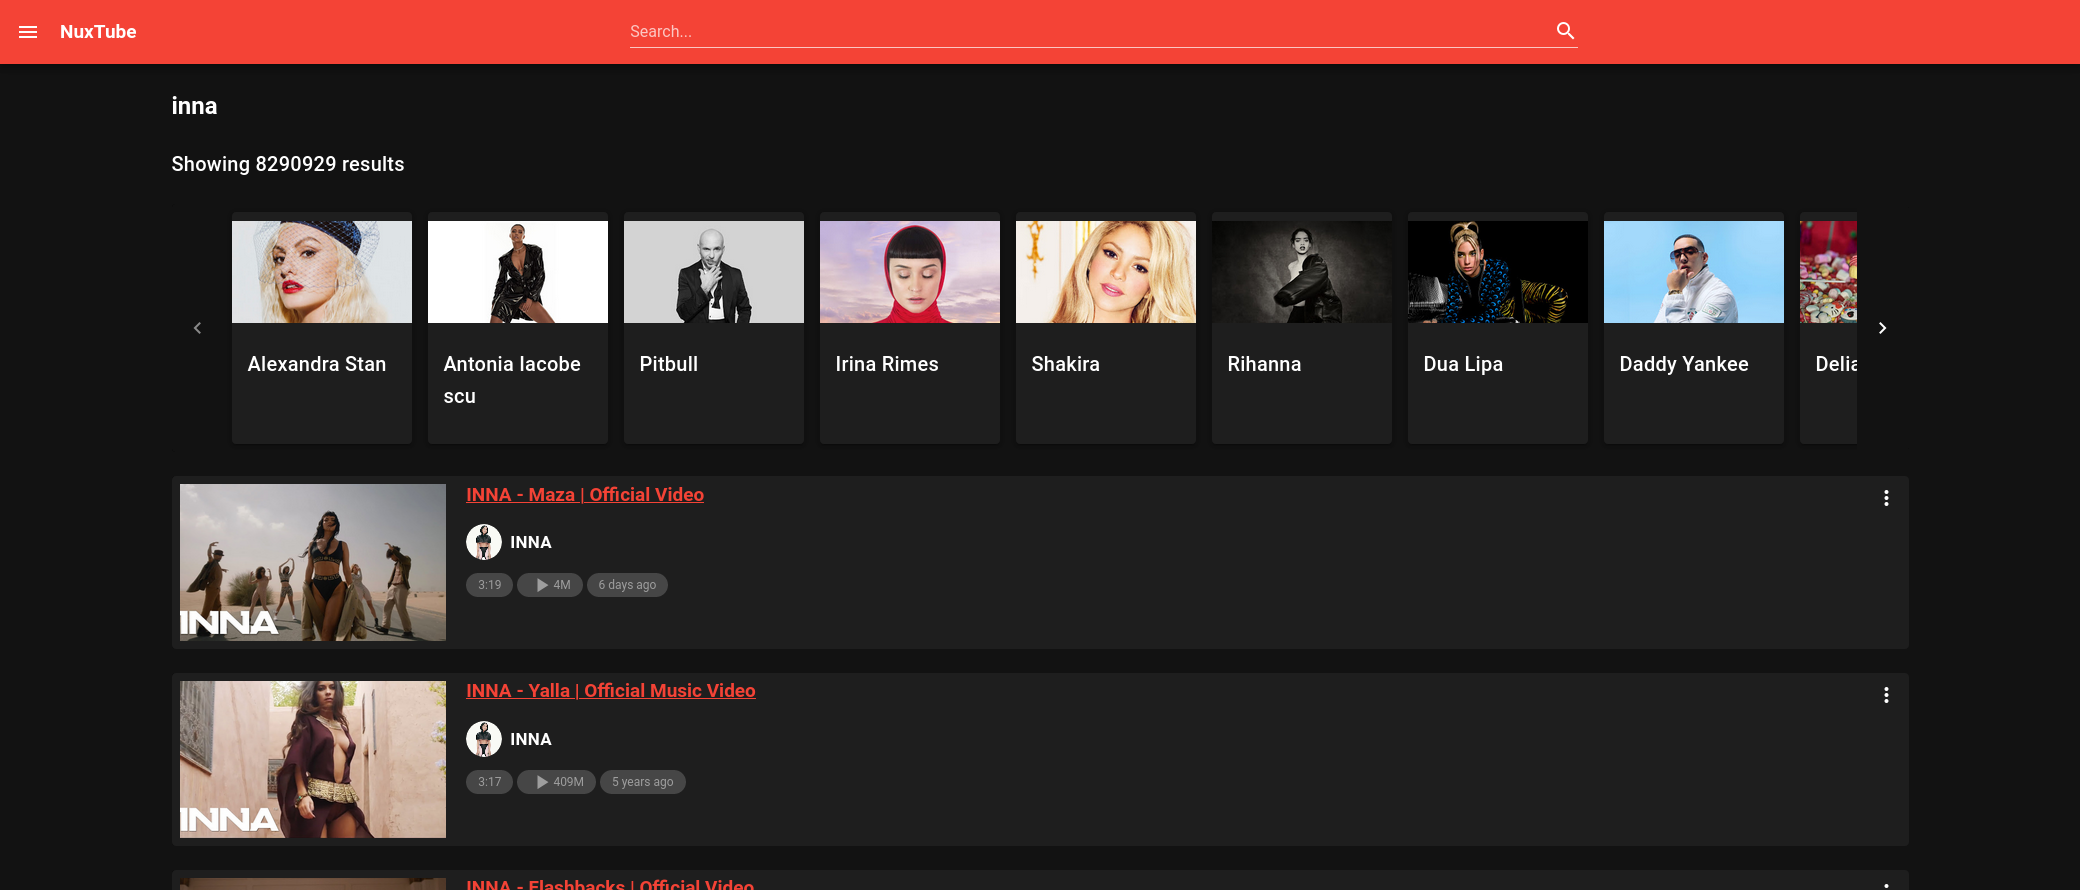 NuxTube
Search...
inna
Showing 8290929 results
Alexandra Stan
Antonia Iacobe
scu
Pitbull
Irina Rimes
Shakira
Rihanna
Dua Lipa
Daddy Yankee
Delia
INNA - Maza | Official Video
INNA
3:19
4M
6 days ago
INNA
INNA - Yalla | Official Music Video
INNA
3:17
409M
5 years ago
INNA
INNA - Flashbacks | Official Video